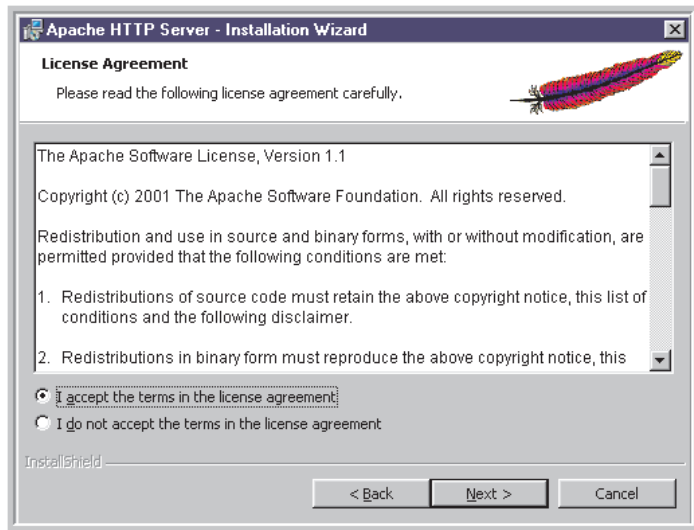 Apache HTTP Server - Installation Wizard
License Agreement
Please read the following license agreement carefully.
The Apache Software License, Version 1.1
Copyright (c) 2001 The Apache Software Foundation. All rights reserved.
Redistribution and use in source and binary forms, with or without modification, are
permitted provided that the following conditions are met:
1. Redistributions of source code must retain the above copyright notice, this list of
conditions and the following disclaimer.
2. Redistributions in binary form must reproduce the above copyright notice, this
I accept the terms in the license agreement
I do not accept the terms in the license agreement
InstallShield
< Back
Next >
Cancel